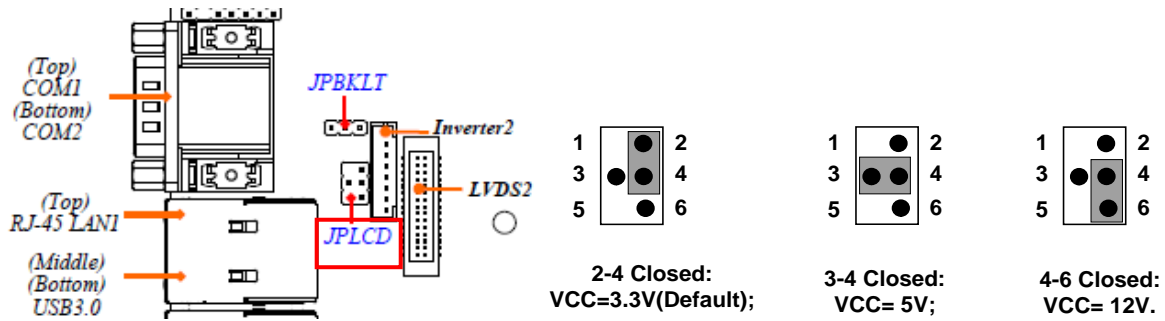 (Top)
COM1
(Bottom)
COM2
(Top)
RJ-45 LAN1
(Middle)
(Bottom)
USB3.0
JPBKLT
Inverter2
LVDS2
JPLCD
1 2
3 4
5 6
2-4 Closed:
VCC=3.3V(Default);
1 2
3 4
5 6
3-4 Closed:
VCC= 5V;
1 2
3 4
5 6
4-6 Closed:
VCC= 12V.